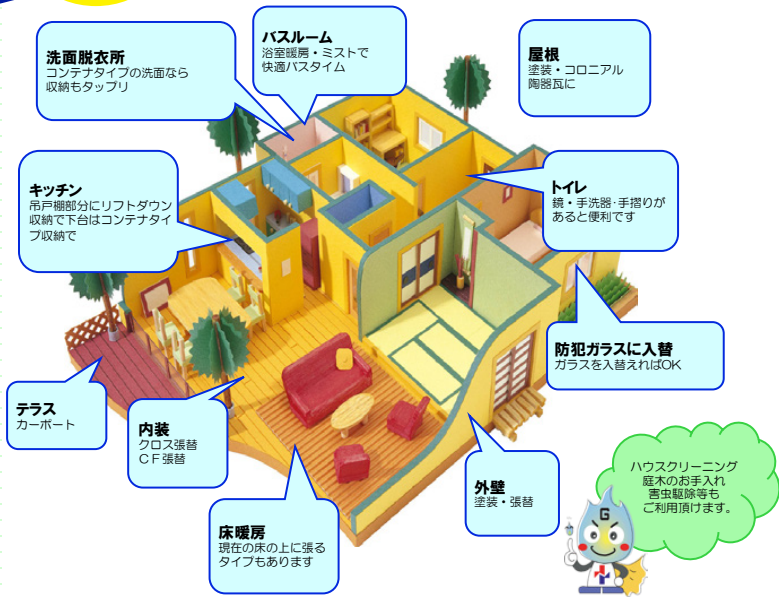 洗面脱衣所
コンテナタイプの洗面なら
収納もタップリ
バスルーム
浴室暖房・ミストで
快適バスタイム
屋根
塗装・コロニアル
陶器瓦に
キッチン
吊戸棚部分にリフトダウン
収納で下台はコンテナタイ
プ収納で
トイレ
鏡・手洗器・手摺りが
あると便利です
防犯ガラスに入替
ガラスを入替えればOK
テラス
カーポート
内装
クロス張替
ＣＦ張替
外壁
塗装・張替
床暖房
現在の床の上に張る
タイプもあります
ハウスクリーニング
庭木のお手入れ
害虫駆除等も
ご利用頂けます。
G